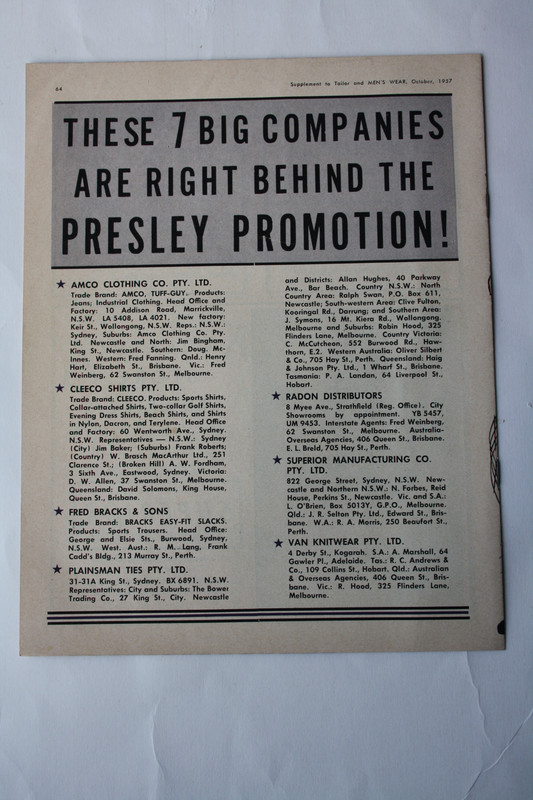 64
Supplement to Tailor and MEN'S WEAR, October, 1957
THESE 7 BIG COMPANIES
ARE RIGHT BEHIND THE
PRESLEY PROMOTION!
★ AMCO CLOTHING CO. PTY. LTD.
Trade Brand: AMCO, TUFF-GUY. Products:
Jeans; Industrial Clothing. Head Office and
Factory: 10 Addison Road, Marrickville,
N.S.W. LA 5408, LA 4021. New factory:
Keir St., Wollongong, N.S.W. Reps.: N.S.W.:
Sydney, Suburbs: Amco Clothing Co. Pty.
Ltd. Newcastle and North: Jim Bingham,
King St., Newcastle. Southern: Doug. Mc-
Innes. Western: Fred Fanning. Qnld.: Henry
Hart, Elizabeth St., Brisbane. Vic.: Fred
Weinberg, 62 Swanston St., Melbourne.
★ CLEECO SHIRTS PTY. LTD.
Trade Brand: CLEECO. Products: Sports Shirts,
Collar-attached Shirts, Two-collar Golf Shirts,
Evening Dress Shirts, Beach Shirts, and Shirts
in Nylon, Dacron, and Terylene. Head Office
and Factory: 60 Wentworth Ave., Sydney.
N.S.W. Representatives — N.S.W.: Sydney
(City) Jim Baker; (Suburbs) Frank Roberts;
(Country) W. Brasch MacArthur Ltd., 251
Clarence St.; (Broken Hill) A. W. Fordham,
3 Sixth Ave., Eastwood, Sydney. Victoria:
D. W. Allen, 37 Swanston St., Melbourne.
Queensland: David Solomons, King House,
Queen St., Brisbane.
★ FRED BRACKS & SONS
Trade Brand: BRACKS EASY-FIT SLACKS.
Products: Sports Trousers. Head Office:
George and Elsie Sts., Burwood, Sydney,
N.S.W. West. Aust.: R. M. Lang, Frank
Cadd's Bldg., 213 Murray St., Perth.
★ PLAINSMAN TIES PTY. LTD.
31-31A King St., Sydney. BX 6891. N.S.W.
Representatives: City and Suburbs: The Bower
Trading Co., 27 King St., City. Newcastle
and Districts: Allan Hughes, 40 Parkway
Ave., Bar Beach. Country N.S.W.: North
Country Area: Ralph Swan, P.O. Box 611,
Newcastle; South-western Area: Clive Fulton,
Kooringal Rd., Darrung; and Southern Area:
J. Symons, 16 Mt. Kiera Rd., Wollongong.
Melbourne and Suburbs: Robin Hood, 325
Flinders Lane, Melbourne. Country Victoria:
C. McCutcheon, 552 Burwood Rd., Haw-
thorn, E.2. Western Australia: Oliver Silbert
& Co., 705 Hay St., Perth. Queensland: Haig
& Johnson Pty. Ltd., 1 Wharf St., Brisbane.
Tasmania: P. A. Landan, 64 Liverpool St.,
Hobart.
★ RADON DISTRIBUTORS
8 Myee Ave., Strathfield (Reg. Office). City
Showrooms by appointment. YB 5457,
UM 9453. Interstate Agents: Fred Weinberg,
62 Swanston St., Melbourne. Australia-
Overseas Agencies, 406 Queen St., Brisbane.
E. L. Breld, 705 Hay St., Perth.
★ SUPERIOR MANUFACTURING CO.
PTY. LTD.
822 George Street, Sydney, N.S.W. New-
castle and Northern N.S.W.: N. Forbes, Reid
House, Perkins St., Newcastle. Vic. and S.A.:
L. O'Brien, Box 5013Y, G.P.O., Melbourne.
Qld.: J. R. Selton Pty. Ltd., Edward St., Bris-
bane. W.A.: R. A. Morris, 250 Beaufort St.,
Perth.
★ VAN KNITWEAR PTY. LTD.
4 Derby St., Kogarah. S.A.: A. Marshall, 64
Gawler Pl., Adelaide. Tas.: R. C. Andrews &
Co., 109 Collins St., Hobart. Qld.: Australian
& Overseas Agencies, 406 Queen St., Bris-
bane. Vic.: R. Hood, 325 Flinders Lane,
Melbourne.